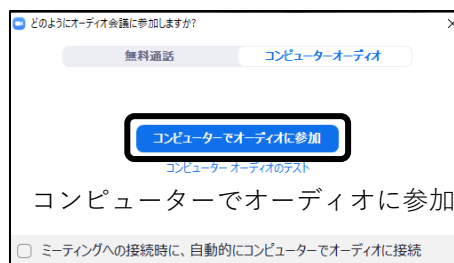 どのようにオーディオ会議に参加しますか?
無料通話 コンピューターオーディオ
コンピューターでオーディオに参加
コンピューター オーディオのテスト
コンピューターでオーディオに参加
ミーティングへの接続時に、自動的にコンピューターでオーディオに接続